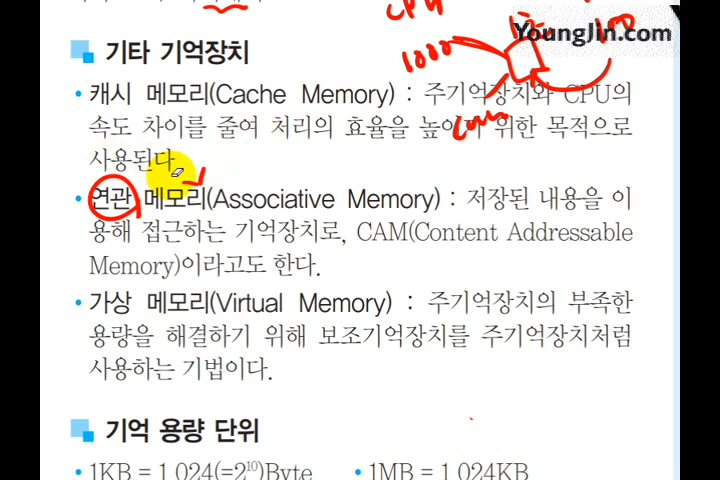 CPU
YoungJin.com
1000
기타 기억장치
• 캐시 메모리(Cache Memory) : 주기억장치와 CPU의
속도 차이를 줄여 처리의 효율을 높이기 위한 목적으로
사용된다.
• 연관 메모리(Associative Memory) : 저장된 내용을 이
용해 접근하는 기억장치로, CAM(Content Addressable
Memory)이라고도 한다.
• 가상 메모리(Virtual Memory) : 주기억장치의 부족한
용량을 해결하기 위해 보조기억장치를 주기억장치처럼
사용하는 기법이다.
기억 용량 단위
• 1KB = 1,024(=2¹⁰)Byte • 1MB = 1,024KB